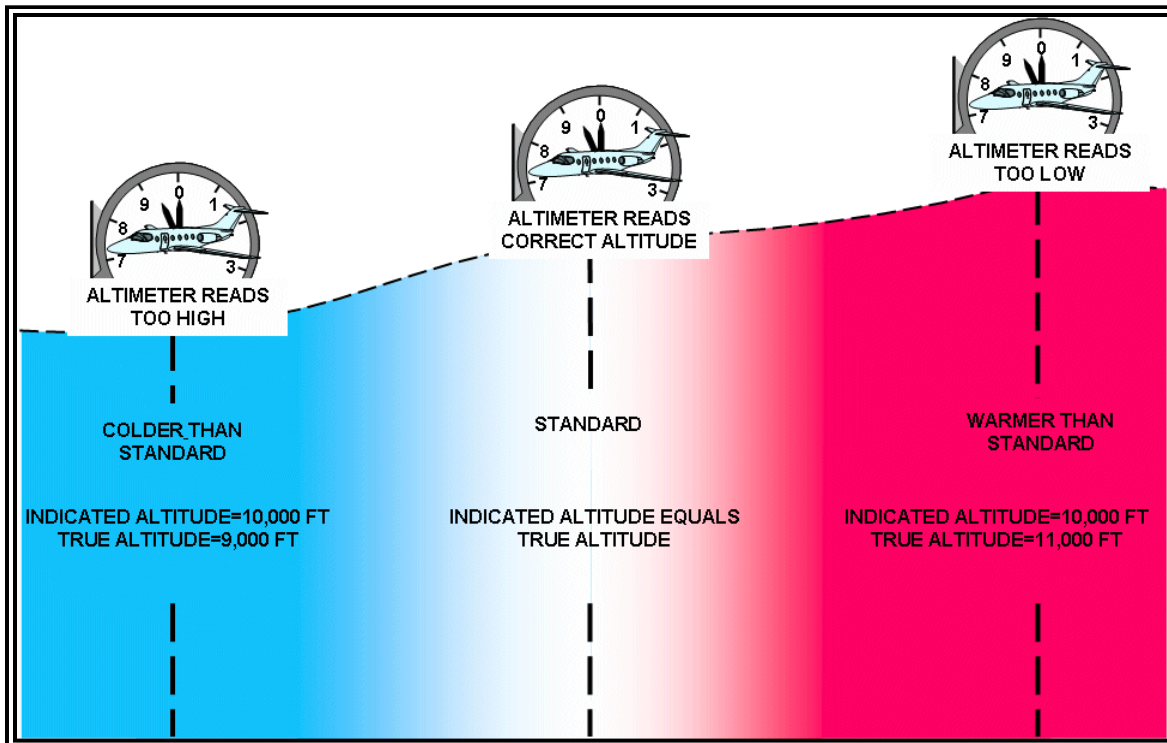 9 0 1
8
7 3
ALTIMETER READS
TOO HIGH
9 0 1
8
7 3
ALTIMETER READS
CORRECT ALTITUDE
9 0 1
8
7 3
ALTIMETER READS
TOO LOW
COLDER THAN
STANDARD
INDICATED ALTITUDE=10,000 FT
TRUE ALTITUDE=9,000 FT
STANDARD
INDICATED ALTITUDE EQUALS
TRUE ALTITUDE
WARMER THAN
STANDARD
INDICATED ALTITUDE=10,000 FT
TRUE ALTITUDE=11,000 FT